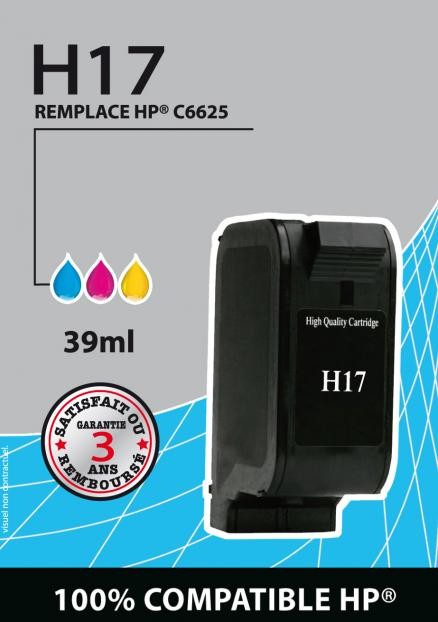 H17
REMPLACE HP® C6625
39ml
SATISFAIT OU
GARANTIE
3
ANS
REMBOURSÉ
High Quality Cartridge
H17
visuel non contractuel.
100% COMPATIBLE HP®